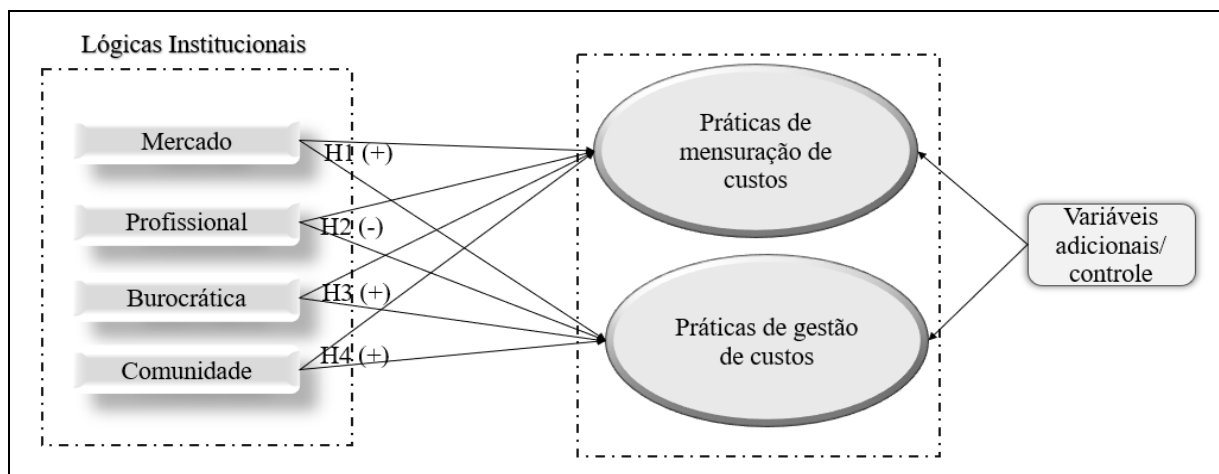 Lógicas Institucionais
Mercado
Profissional
Burocrática
Comunidade
H1 (+)
H2 (-)
H3 (+)
H4 (+)
Práticas de
mensuração de
custos
Práticas de gestão
de custos
Variáveis
adicionais/
controle